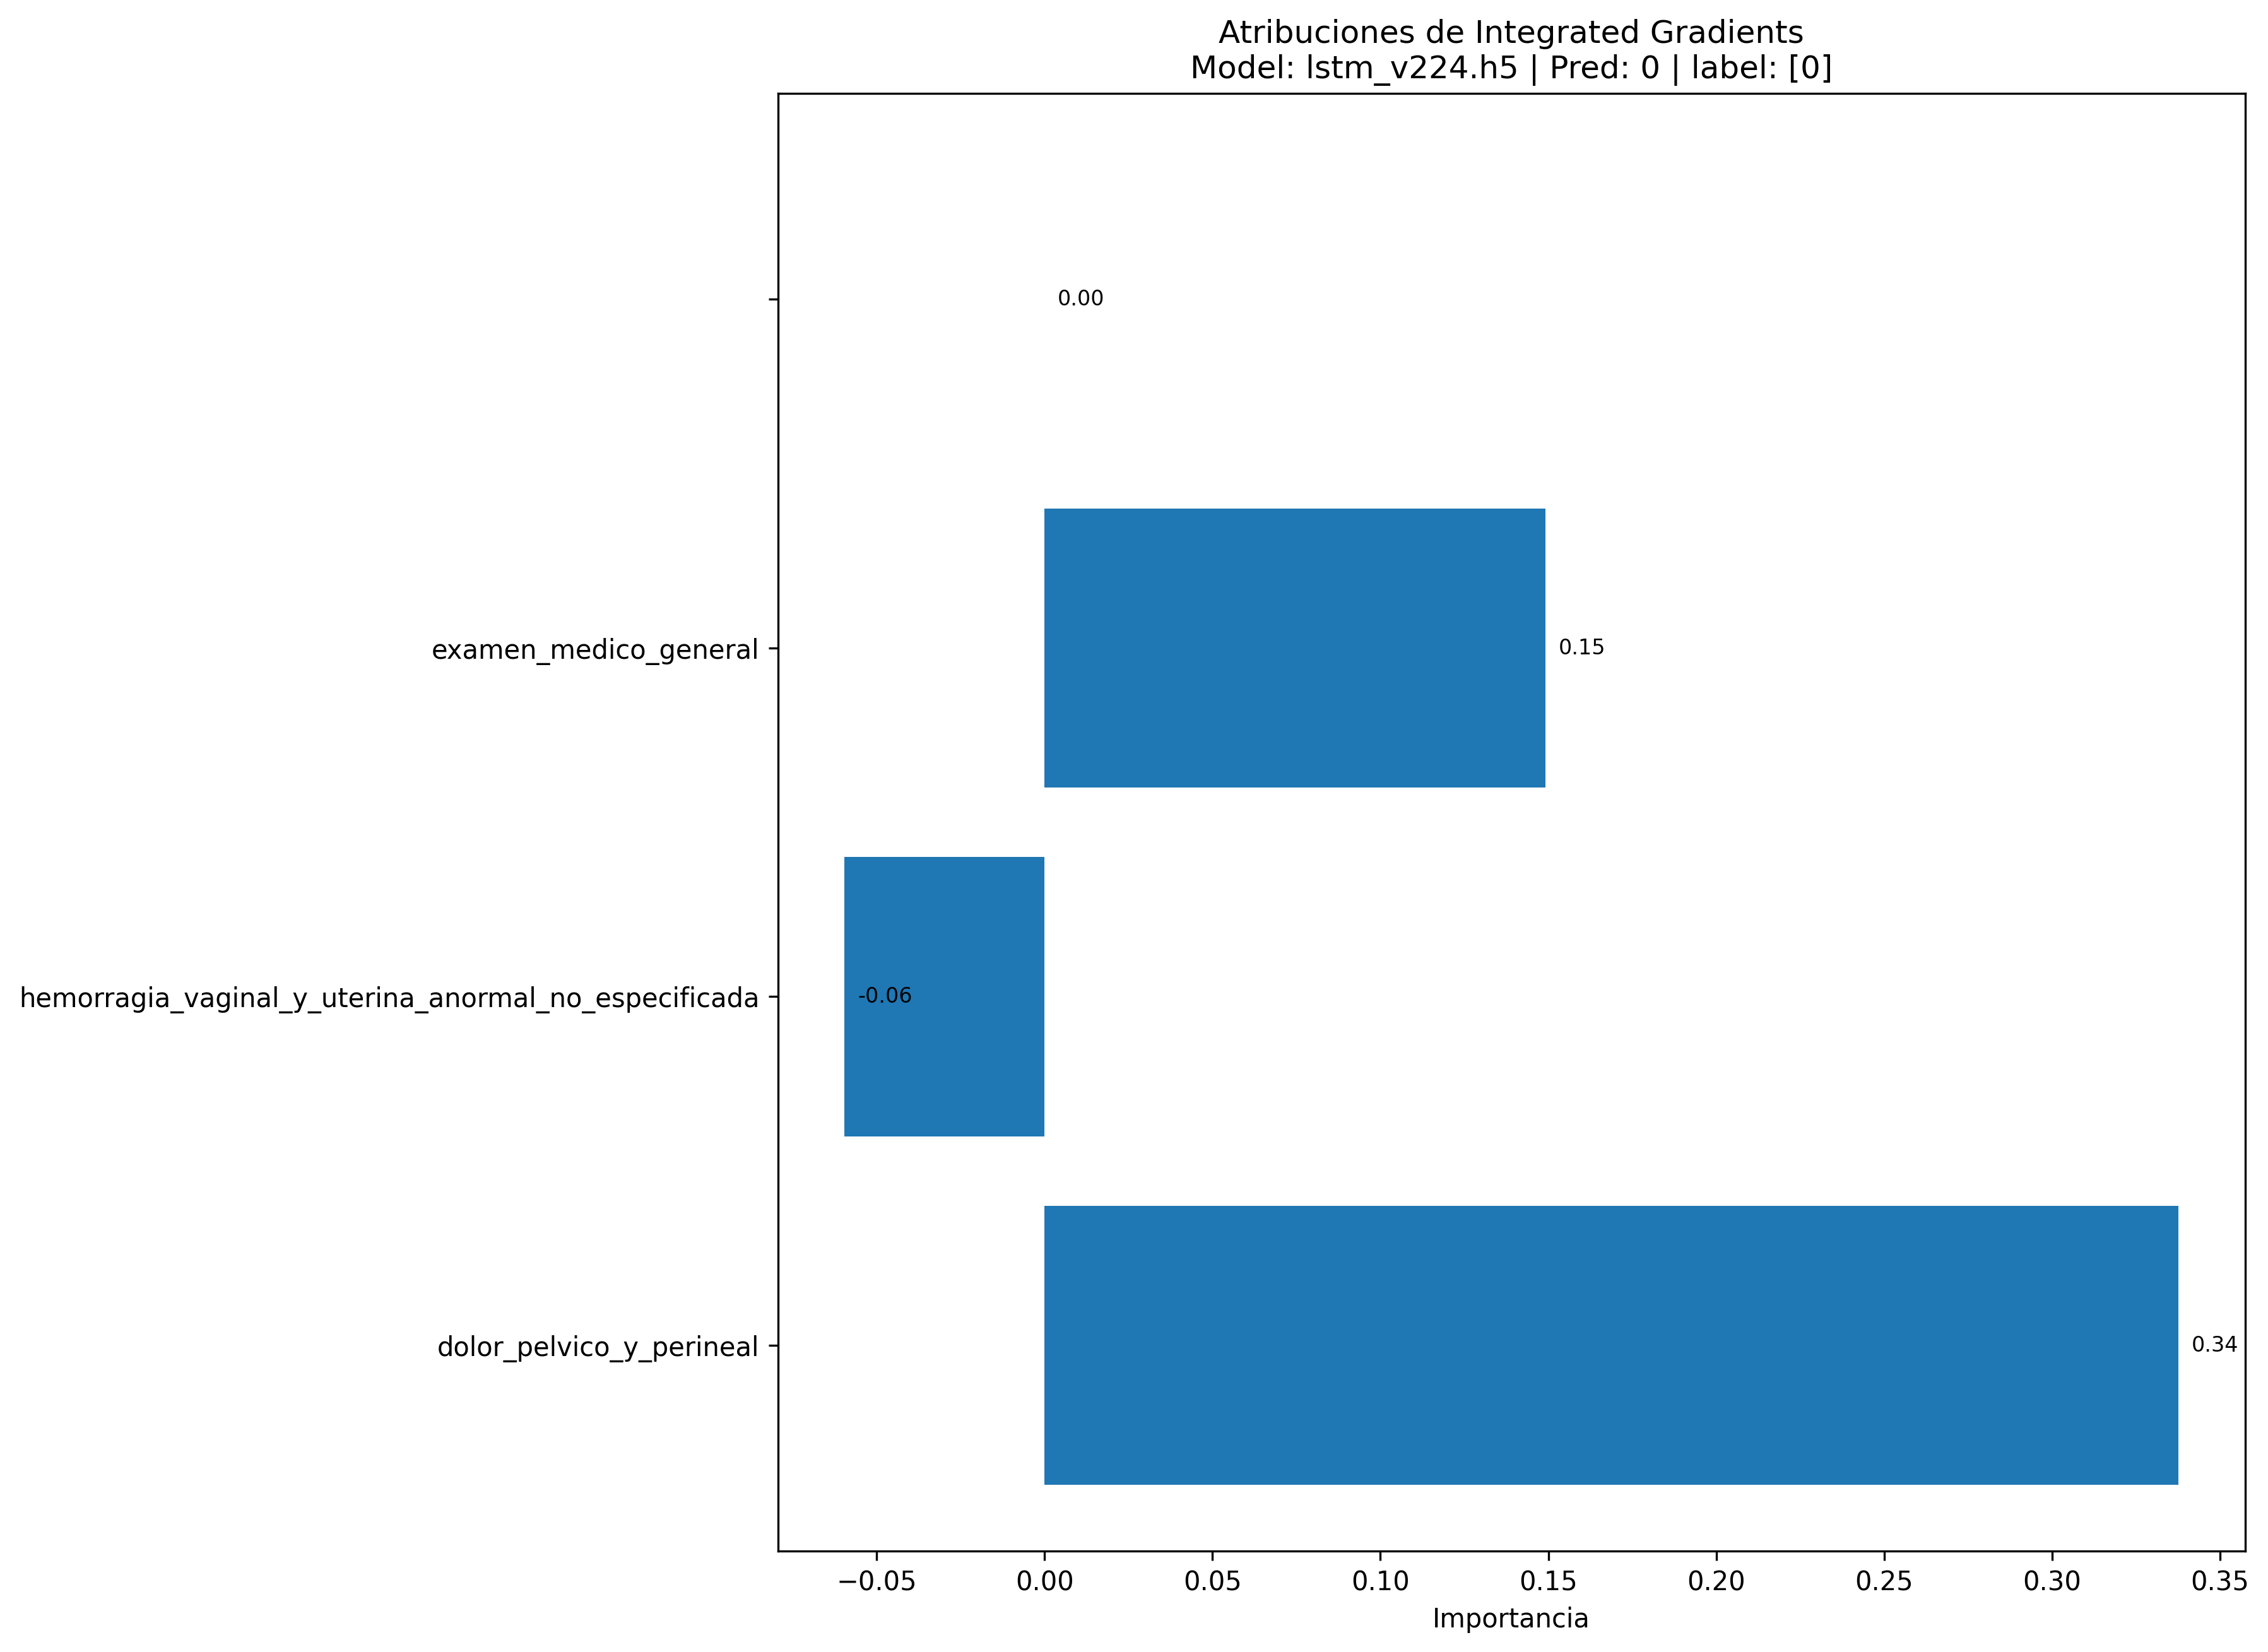 Atribuciones de Integrated Gradients
Model: lstm_v224.h5 | Pred: 0 | label: [0]
0.00
examen_medico_general
0.15
hemorragia_vaginal_y_uterina_anormal_no_especificada
-0.06
dolor_pelvico_y_perineal
0.34
−0.05 0.00 0.05 0.10 0.15 0.20 0.25 0.30 0.35
Importancia